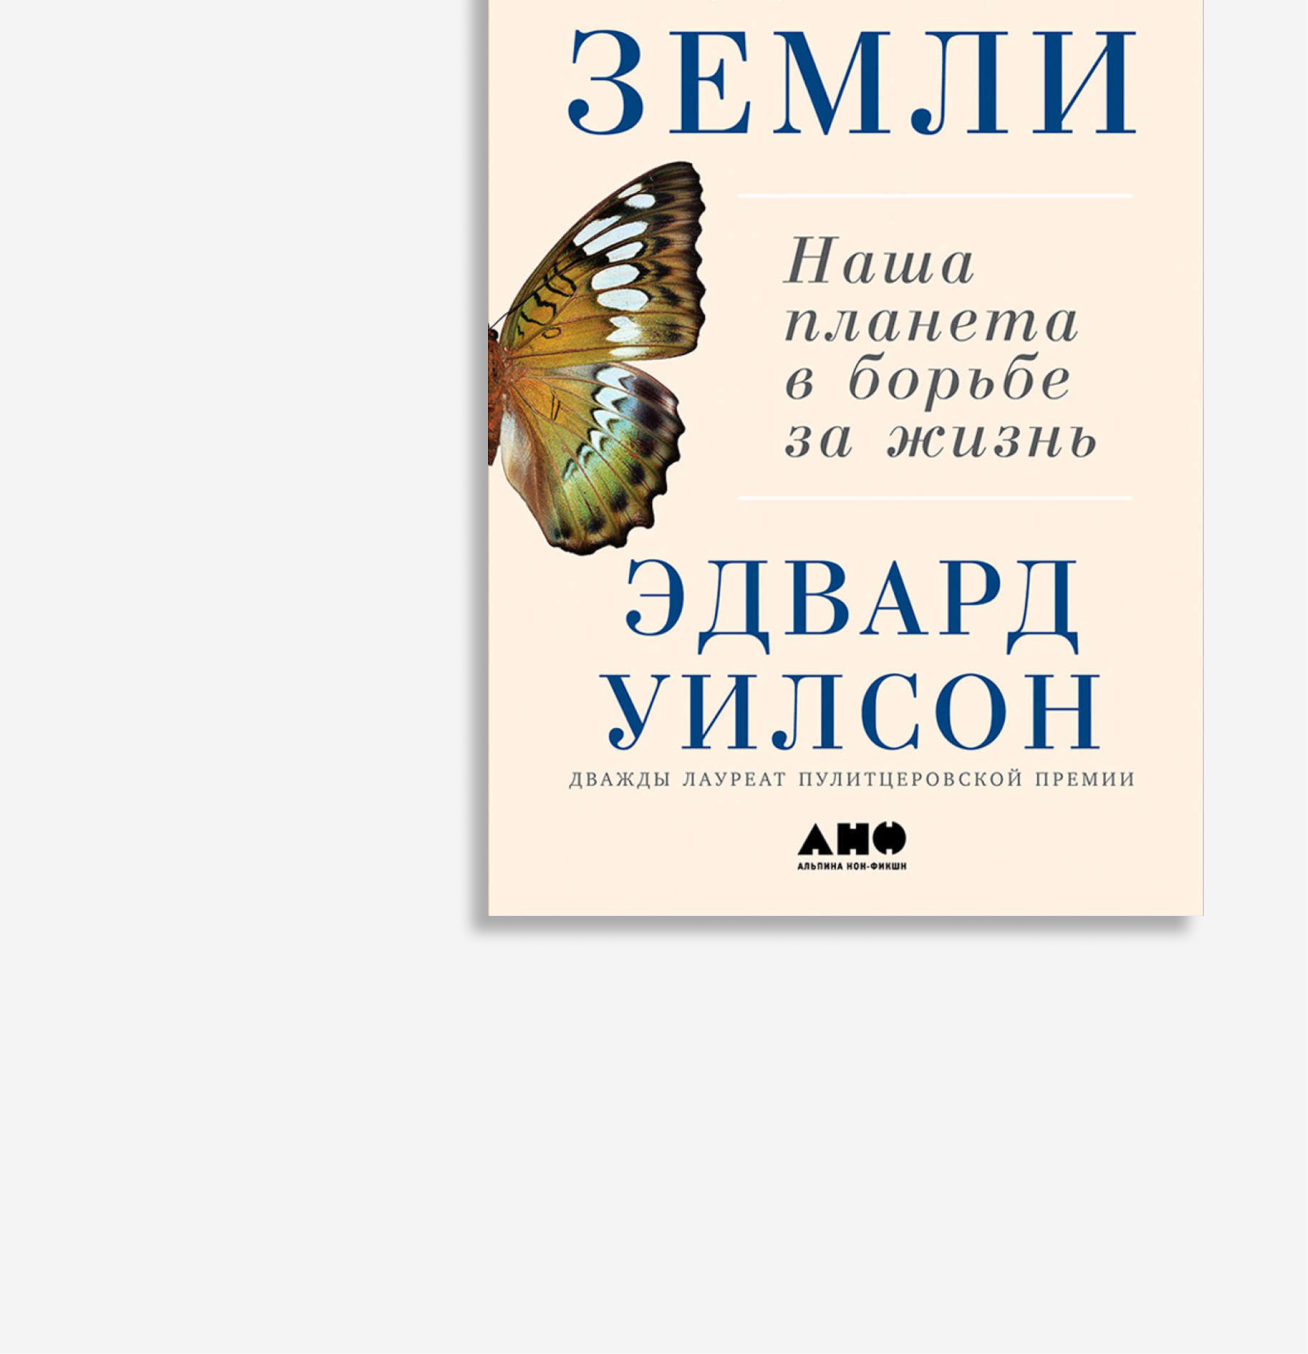 ЗЕМЛИ
Наша
планета
в борьбе
за жизнь
ЭДВАРД
УИЛСОН
ДВАЖДЫ ЛАУРЕАТ ПУЛИТЦЕРОВСКОЙ ПРЕМИИ
АНФ
АЛЬПИНА НОН-ФИКШН